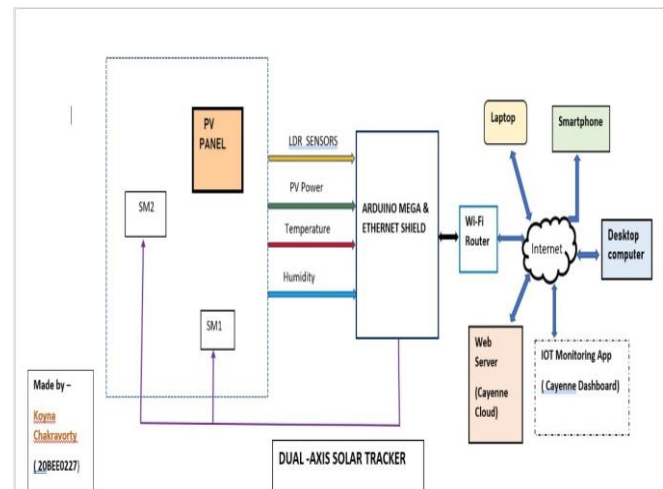 PV
PANEL
SM2
SM1
LDR SENSORS
PV Power
Temperature
Humidity
ARDUINO MEGA &
ETHERNET SHIELD
Wi-Fi
Router
Laptop
Smartphone
Internet
Desktop
computer
Web
Server
(Cayenne
Cloud)
IOT Monitoring App
( Cayenne Dashboard)
Made by –
Koyna
Chakravorty
( 20BEE0227)
DUAL -AXIS SOLAR TRACKER